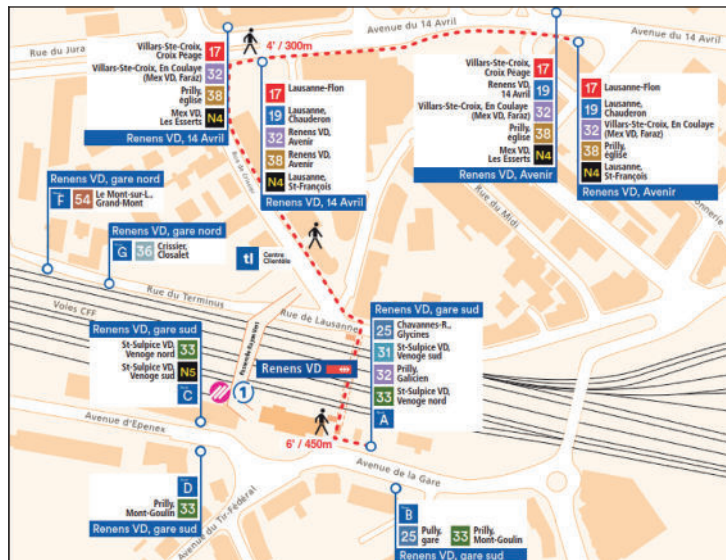 Avenue du 14 Avril
Rue du Jura
4' / 300m
Avenue du 14 Avril
Villars-Ste-Croix,
Croix Péage
17
Villars-Ste-Croix, En Coulaye
(Mex VD, Faraz)
32
Prilly,
église
38
Mex VD,
Les Esserts
N4
Renens VD, 14 Avril
17
Lausanne-Flon
19
Lausanne,
Chauderon
32
Renens VD,
Avenir
38
Renens VD,
Avenir
N4
Lausanne,
St-François
Renens VD, 14 Avril
Villars-Ste-Croix,
Croix Péage
17
Renens VD,
14 Avril
19
Villars-Ste-Croix, En Coulaye
(Mex VD, Faraz)
32
Prilly,
église
38
Mex VD,
Les Esserts
N4
Renens VD, Avenir
17
Lausanne-Flon
19
Lausanne,
Chauderon
32
Villars-Ste-Croix, En Coulaye
(Mex VD, Faraz)
38
Prilly,
église
N4
Lausanne,
St-François
Renens VD, Avenir
Rue de Crissier
Renens VD, gare nord
F
54
Le Mont-sur-L.,
Grand-Mont
Renens VD, gare nord
G
36
Crissier,
Closalet
tl
Centre
Clientèle
Rue du Midi
Rue du Terminus
Voies CFF
Rue de Lausanne
Passerelle Rayon Vert
Renens VD, gare sud
St-Sulpice VD,
Venoge nord
33
St-Sulpice VD,
Venoge sud
N5
C
1
Renens VD
Renens VD, gare sud
25
Chavannes-R.,
Glycines
31
St-Sulpice VD,
Venoge sud
32
Prilly,
Galicien
33
St-Sulpice VD,
Venoge nord
A
Avenue d'Epenex
6' / 450m
Avenue de la Gare
D
Prilly,
Mont-Goulin
33
Renens VD, gare sud
Avenue du Tir-Fédéral
B
25
Pully,
gare
33
Prilly,
Mont-Goulin
Renens VD, gare sud